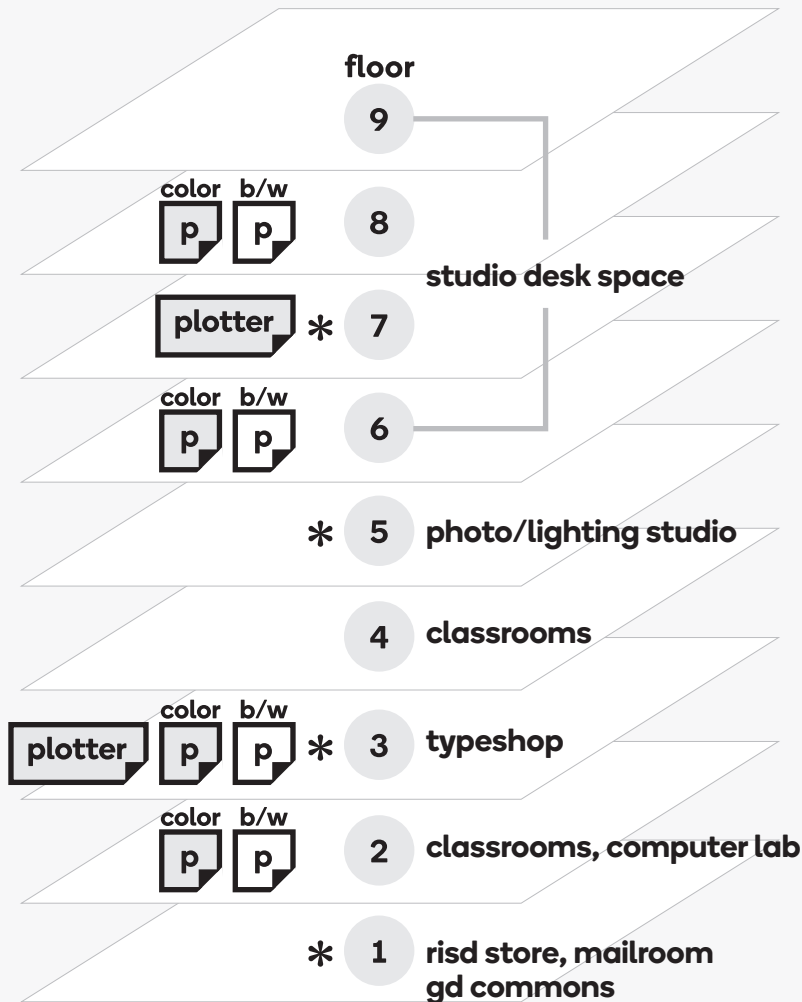 floor
9
color b/w
p p 8
studio desk space
plotter * 7
color b/w
p p 6
* 5 photo/lighting studio
4 classrooms
color b/w
plotter p p * 3 typeshop
color b/w
p p 2 classrooms, computer lab
* 1 risd store, mailroom
gd commons